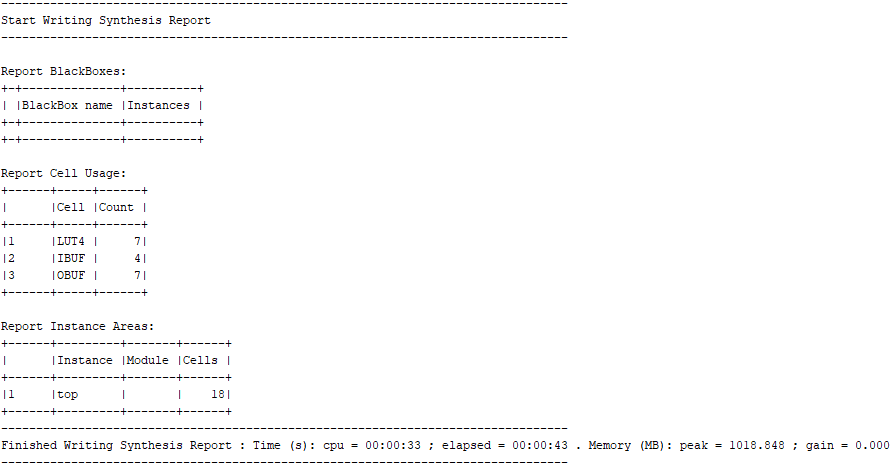 ---------------------------------------------------------------------------------
Start Writing Synthesis Report
---------------------------------------------------------------------------------

Report BlackBoxes:
+-+--------------+----------+
| |BlackBox name |Instances |
+-+--------------+----------+
+-+--------------+----------+

Report Cell Usage:
+------+-----+------+
|      |Cell |Count |
+------+-----+------+
|1     |LUT4 |     7|
|2     |IBUF |     4|
|3     |OBUF |     7|
+------+-----+------+

Report Instance Areas:
+------+---------+-------+------+
|      |Instance |Module |Cells |
+------+---------+-------+------+
|1     |top      |       |    18|
+------+---------+-------+------+
---------------------------------------------------------------------------------
Finished Writing Synthesis Report : Time (s): cpu = 00:00:33 ; elapsed = 00:00:43 . Memory (MB): peak = 1018.848 ; gain = 0.000
---------------------------------------------------------------------------------